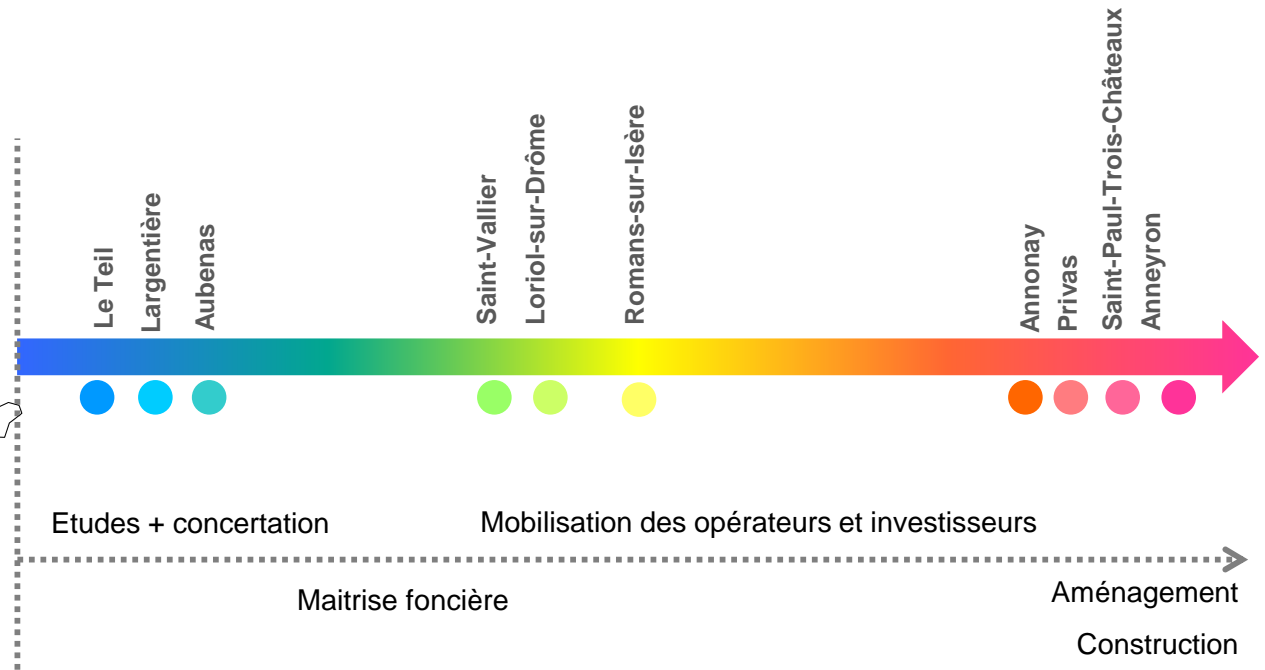 Le Teil
Largentière
Aubenas
Saint-Vallier
Loriol-sur-Drôme
Romans-sur-Isère
Annonay
Privas
Saint-Paul-Trois-Châteaux
Anneyron
Etudes + concertation
Mobilisation des opérateurs et investisseurs
Maitrise foncière
Aménagement
Construction